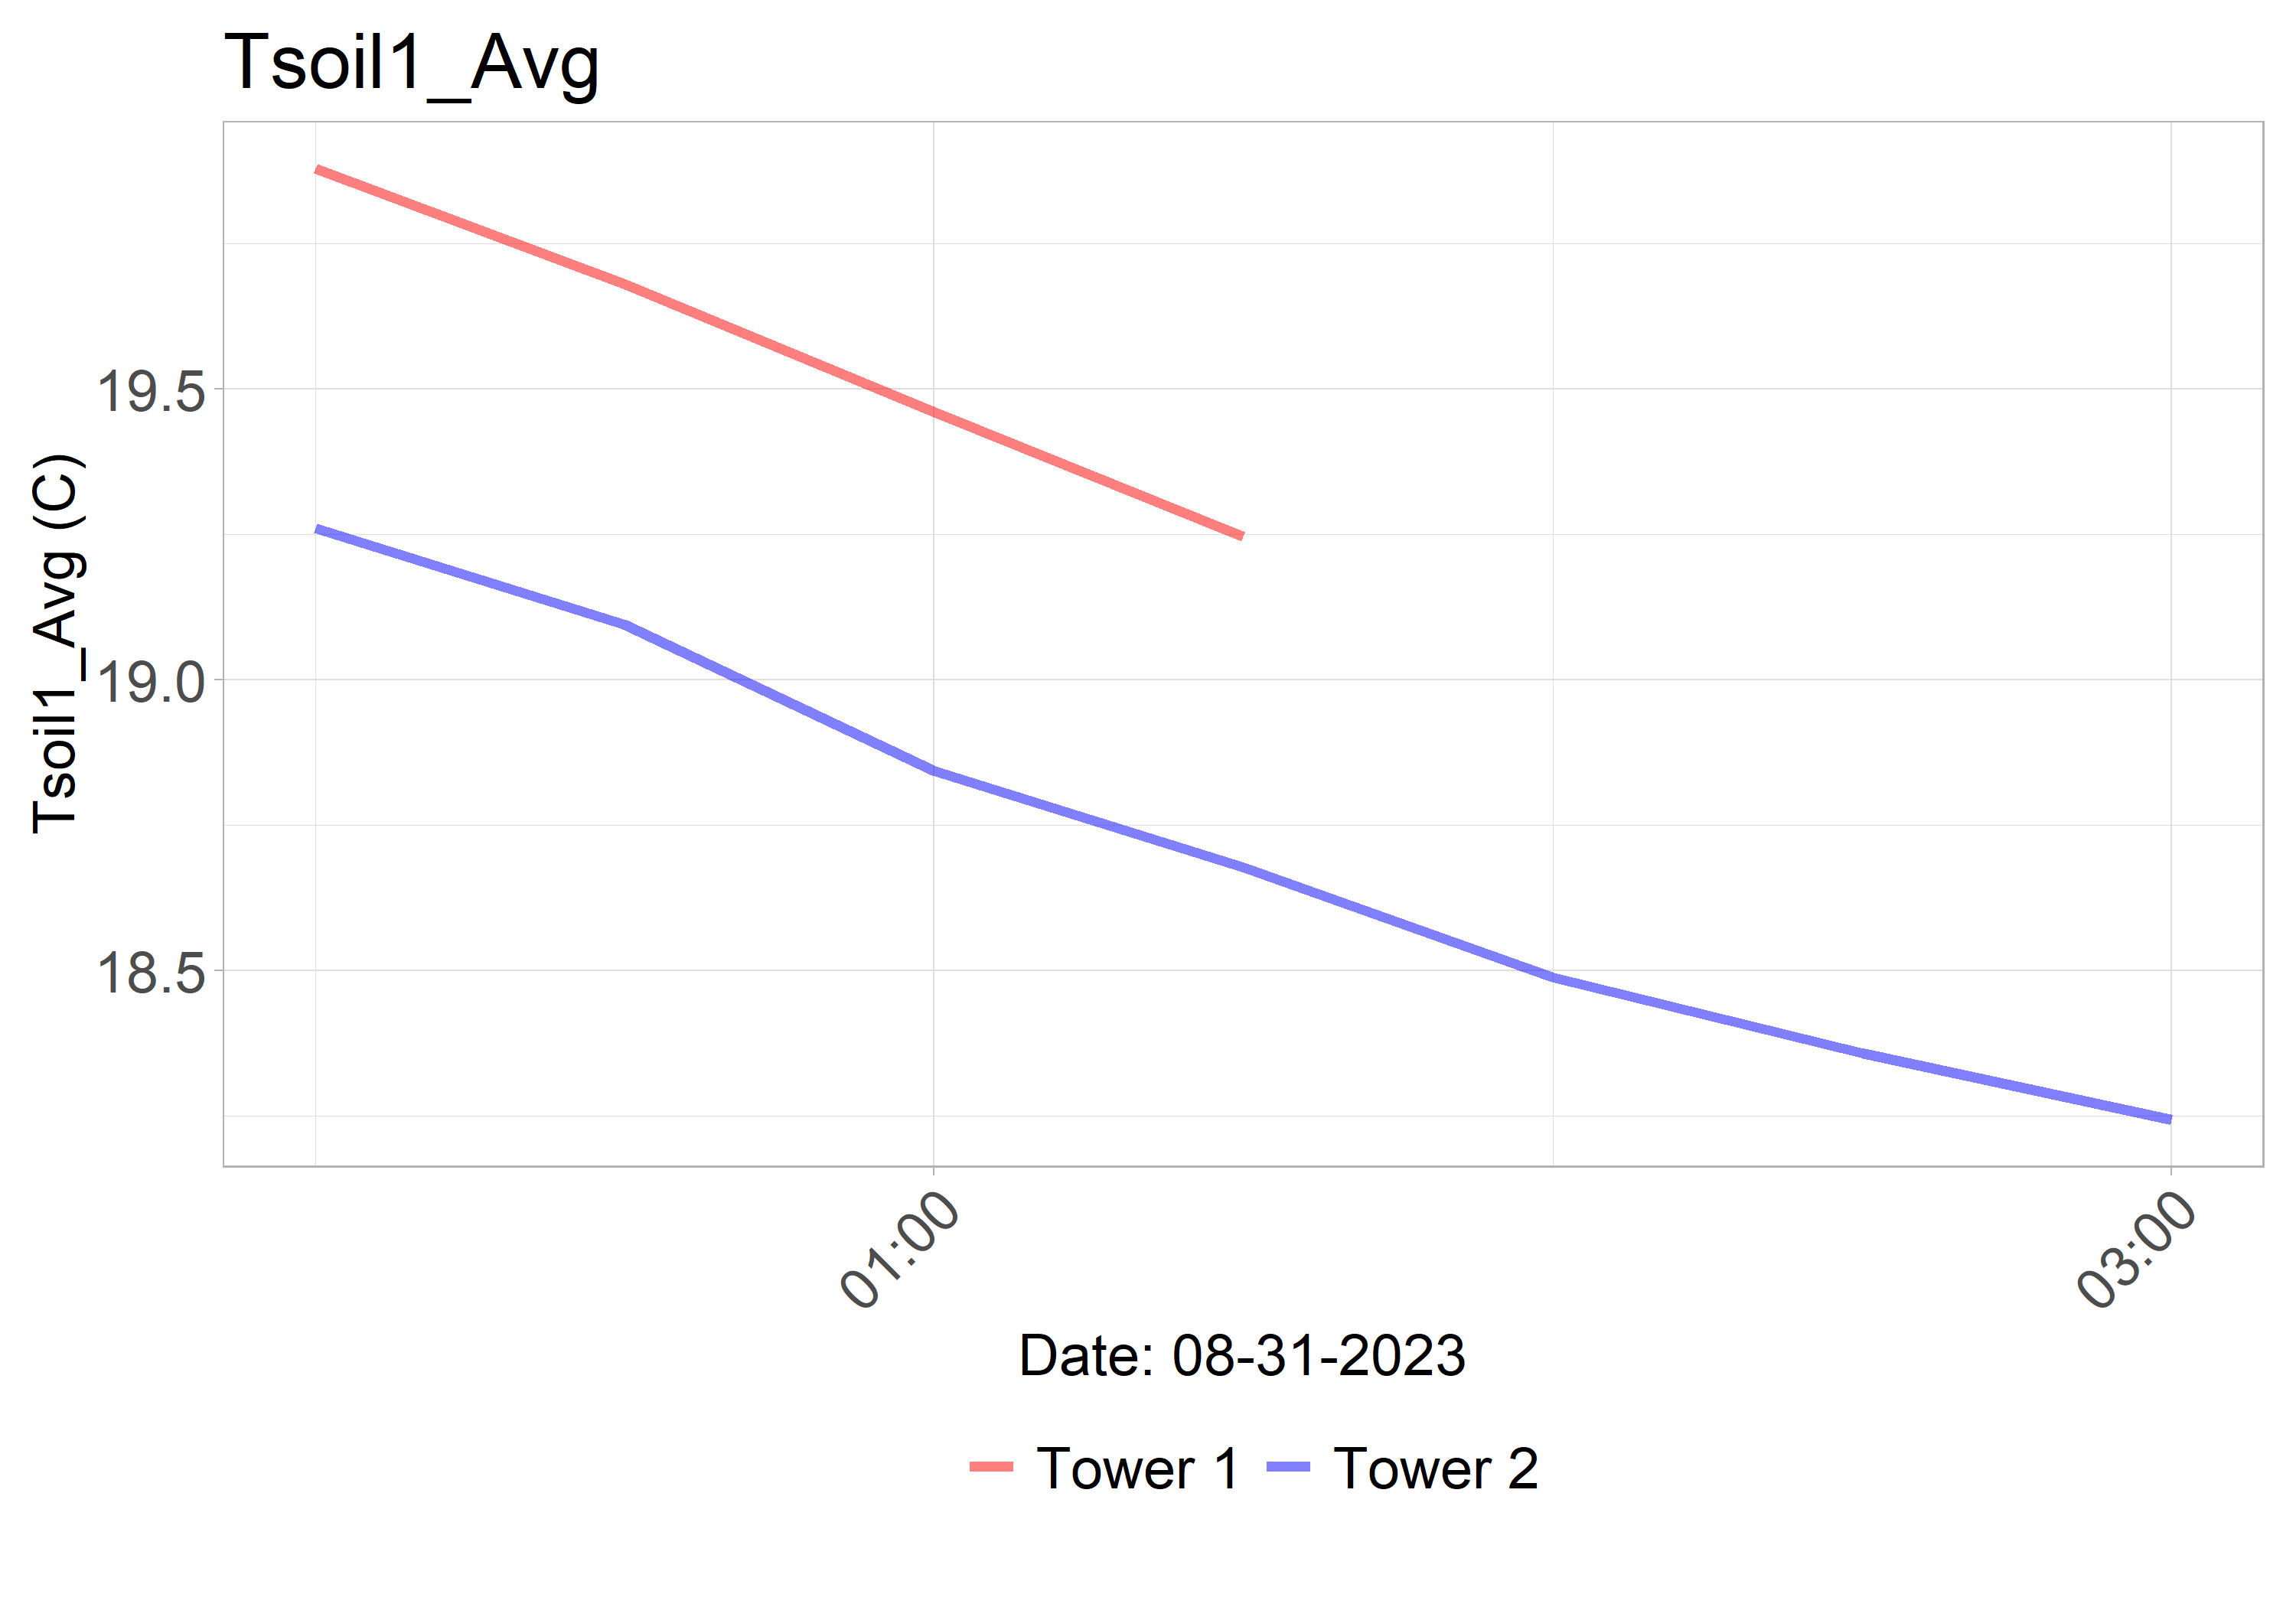 Tsoil1_Avg
Tsoil1_Avg (C)
19.5
19.0
18.5
01:00
03:00
Date: 08-31-2023
Tower 1
Tower 2